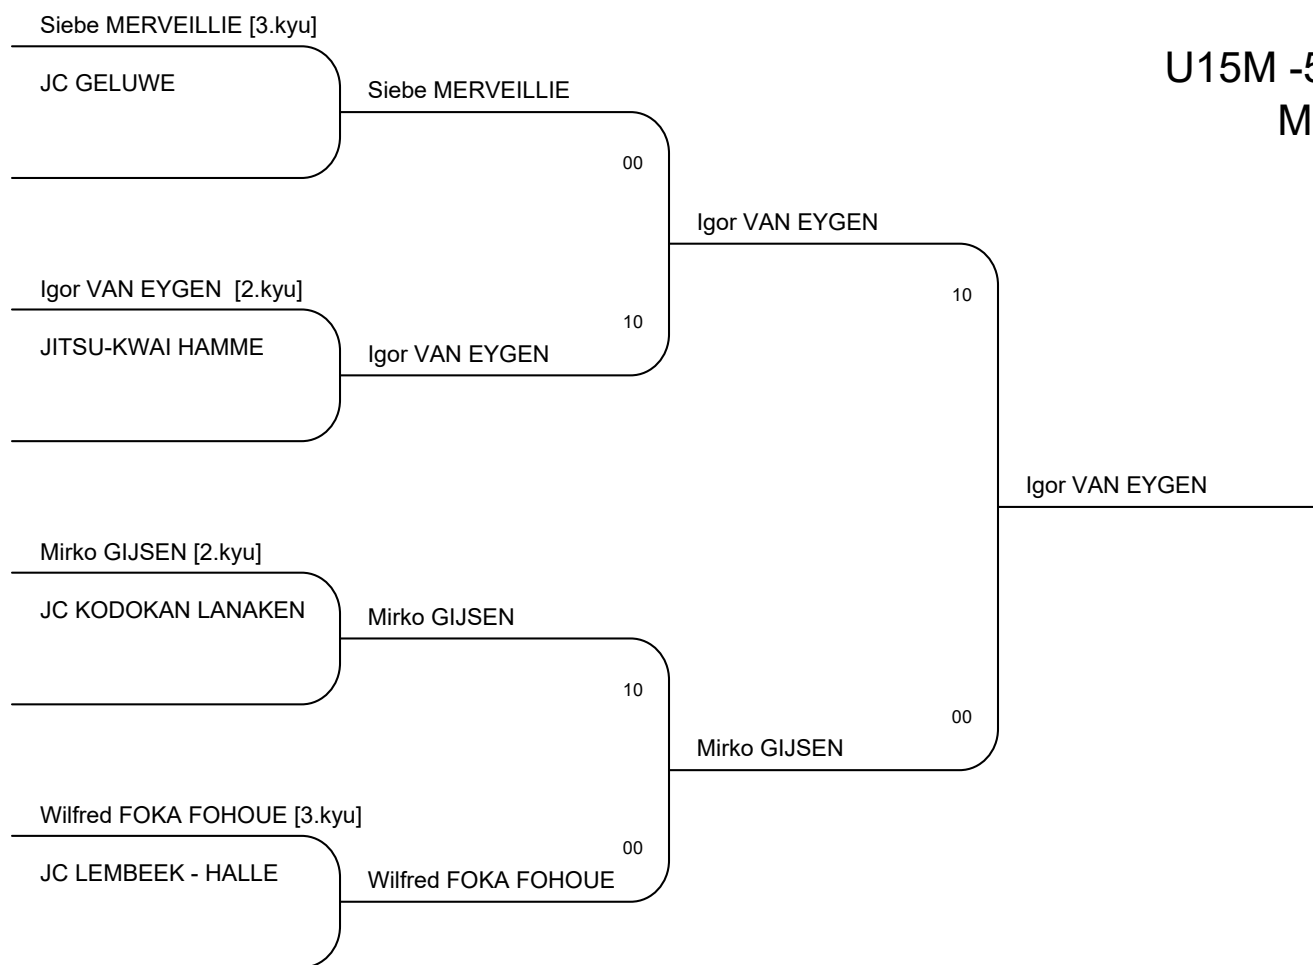 Siebe MERVEILLIE [3.kyu]
JC GELUWE
Siebe MERVEILLIE
00
U15M -5
M
Igor VAN EYGEN
10
Igor VAN EYGEN [2.kyu]
JITSU-KWAI HAMME
10
Igor VAN EYGEN
Igor VAN EYGEN
Mirko GIJSEN [2.kyu]
JC KODOKAN LANAKEN
Mirko GIJSEN
10
00
Mirko GIJSEN
Wilfred FOKA FOHOUE [3.kyu]
JC LEMBEEK - HALLE
00
Wilfred FOKA FOHOUE